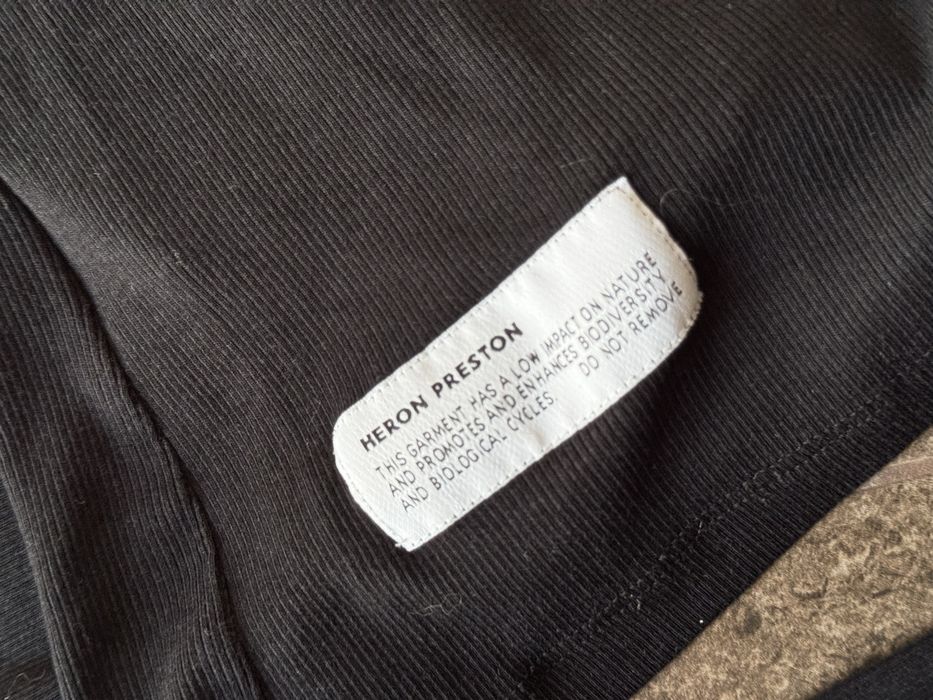 HERON PRESTON
THIS GARMENT HAS A LOW IMPACT ON NATURE
AND PROMOTES AND ENHANCES BIODIVERSITY
AND BIOLOGICAL CYCLES DO NOT REMOVE